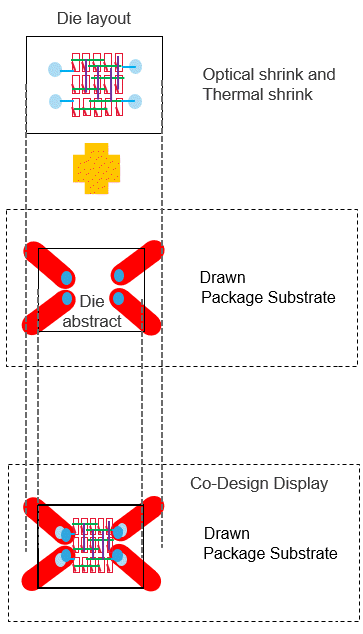 Die layout
Optical shrink and
Thermal shrink
Drawn
Package Substrate
Die
abstract
Co-Design Display
Drawn
Package Substrate